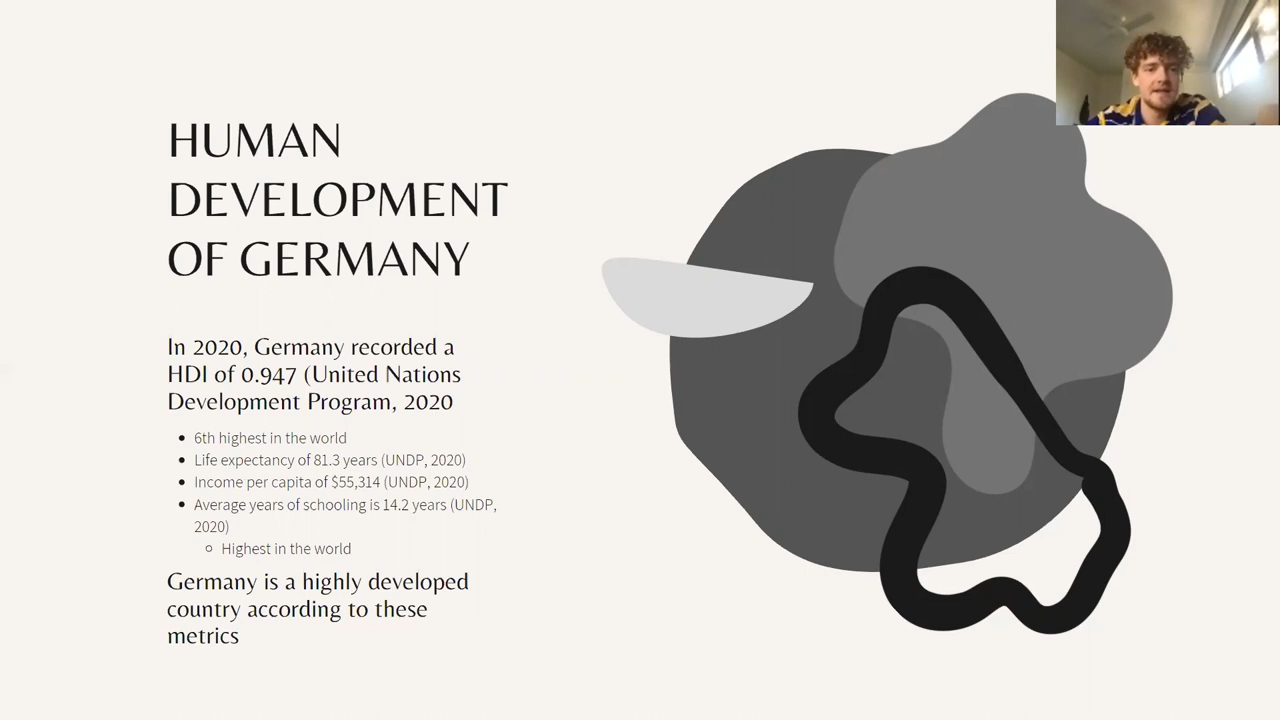 HUMAN
DEVELOPMENT
OF GERMANY
In 2020, Germany recorded a
HDI of 0.947 (United Nations
Development Program, 2020
• 6th highest in the world
• Life expectancy of 81.3 years (UNDP, 2020)
• Income per capita of $55,314 (UNDP, 2020)
• Average years of schooling is 14.2 years (UNDP,
2020)
○ Highest in the world
Germany is a highly developed
country according to these
metrics